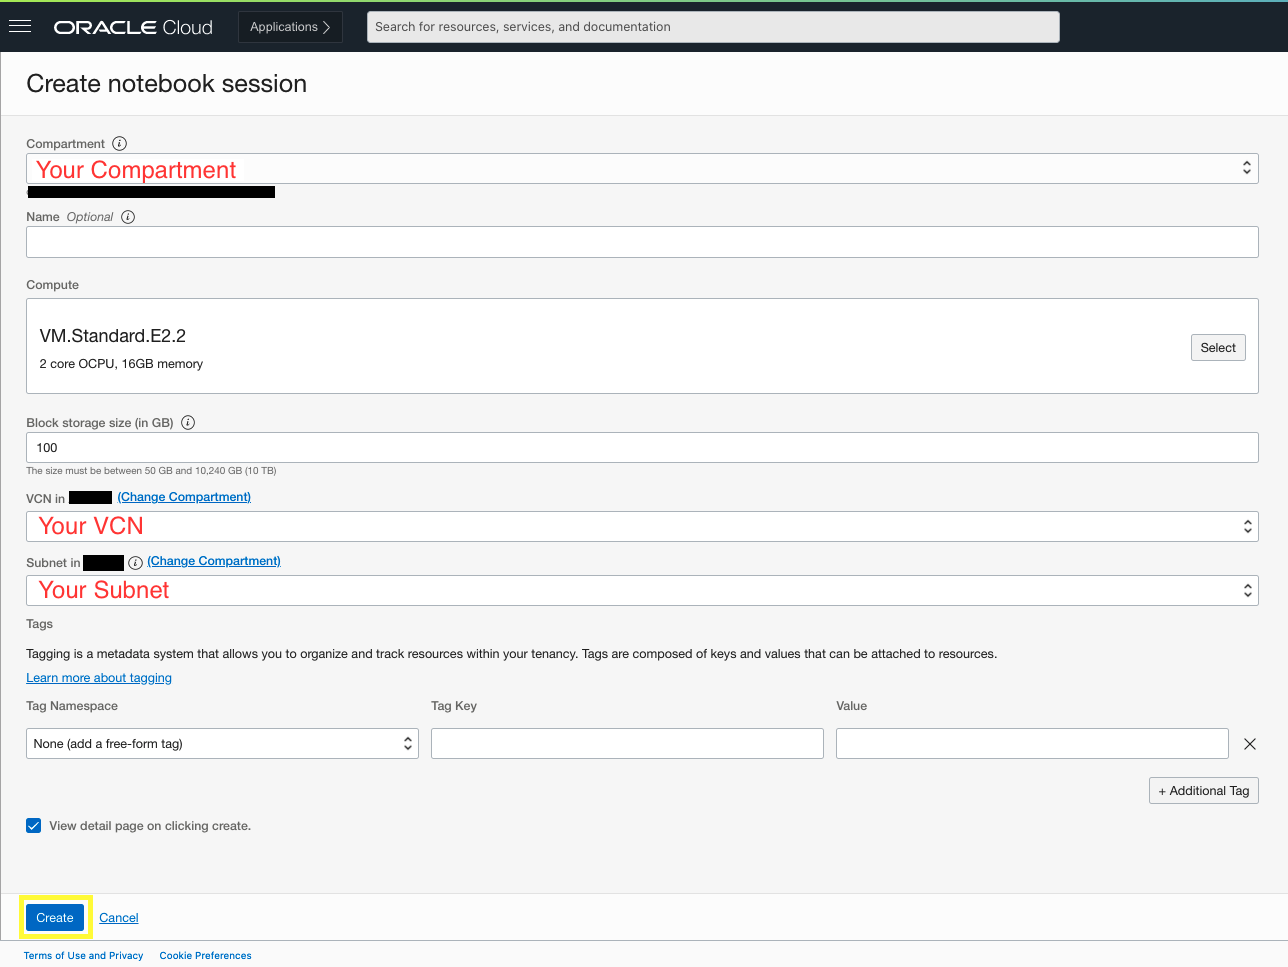 ORACLE Cloud Applications Search for resources, services, and documentation
Create notebook session
Compartment
Your Compartment
Name Optional
Compute
VM.Standard.E2.2
2 core OCPU, 16GB memory
Select
Block storage size (in GB)
100
The size must be between 50 GB and 10,240 GB (10 TB)
VCN in (Change Compartment)
Your VCN
Subnet in (Change Compartment)
Your Subnet
Tags
Tagging is a metadata system that allows you to organize and track resources within your tenancy. Tags are composed of keys and values that can be attached to resources.
Learn more about tagging
Tag Namespace Tag Key Value
None (add a free-form tag)
+ Additional Tag
View detail page on clicking create.
Create Cancel
Terms of Use and Privacy Cookie Preferences